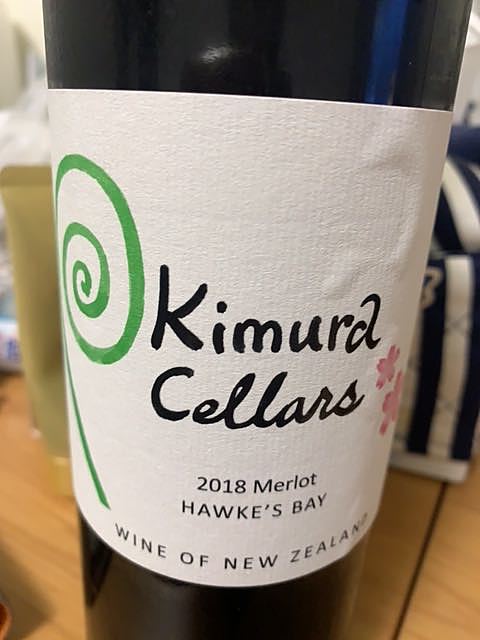 Kimura
Cellars
2018 Merlot
HAWKE'S BAY
WINE OF NEW ZEALAND